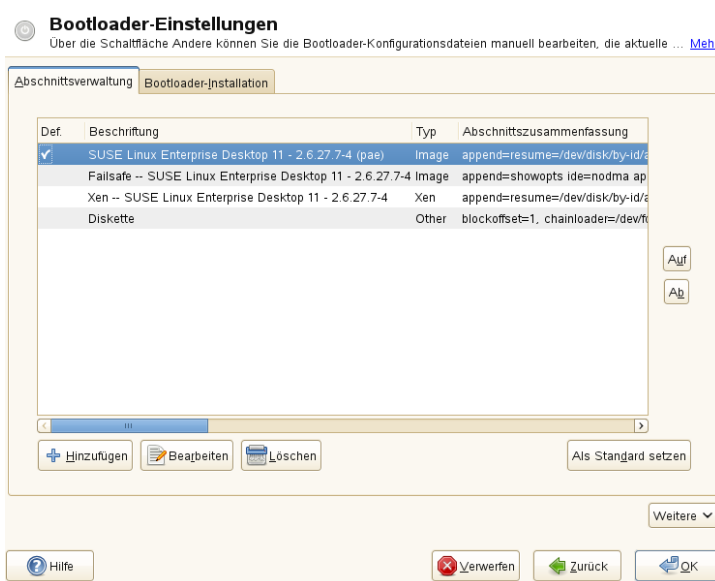 Bootloader-Einstellungen
Über die Schaltfläche Andere können Sie die Bootloader-Konfigurationsdateien manuell bearbeiten, die aktuelle ... Meh
Abschnittsverwaltung Bootloader-Installation
Def. Beschriftung Typ Abschnittszusammenfassung
SUSE Linux Enterprise Desktop 11 - 2.6.27.7-4 (pae) Image append=resume=/dev/disk/by-id/a
Failsafe -- SUSE Linux Enterprise Desktop 11 - 2.6.27.7-4 Image append=showopts ide=nodma ap
Xen -- SUSE Linux Enterprise Desktop 11 - 2.6.27.7-4 Xen append=resume=/dev/disk/by-id/a
Diskette Other blockoffset=1, chainloader=/dev/fd
Auf
Ab
Hinzufügen Bearbeiten Löschen Als Standard setzen
Weitere
Hilfe Verwerfen Zurück OK